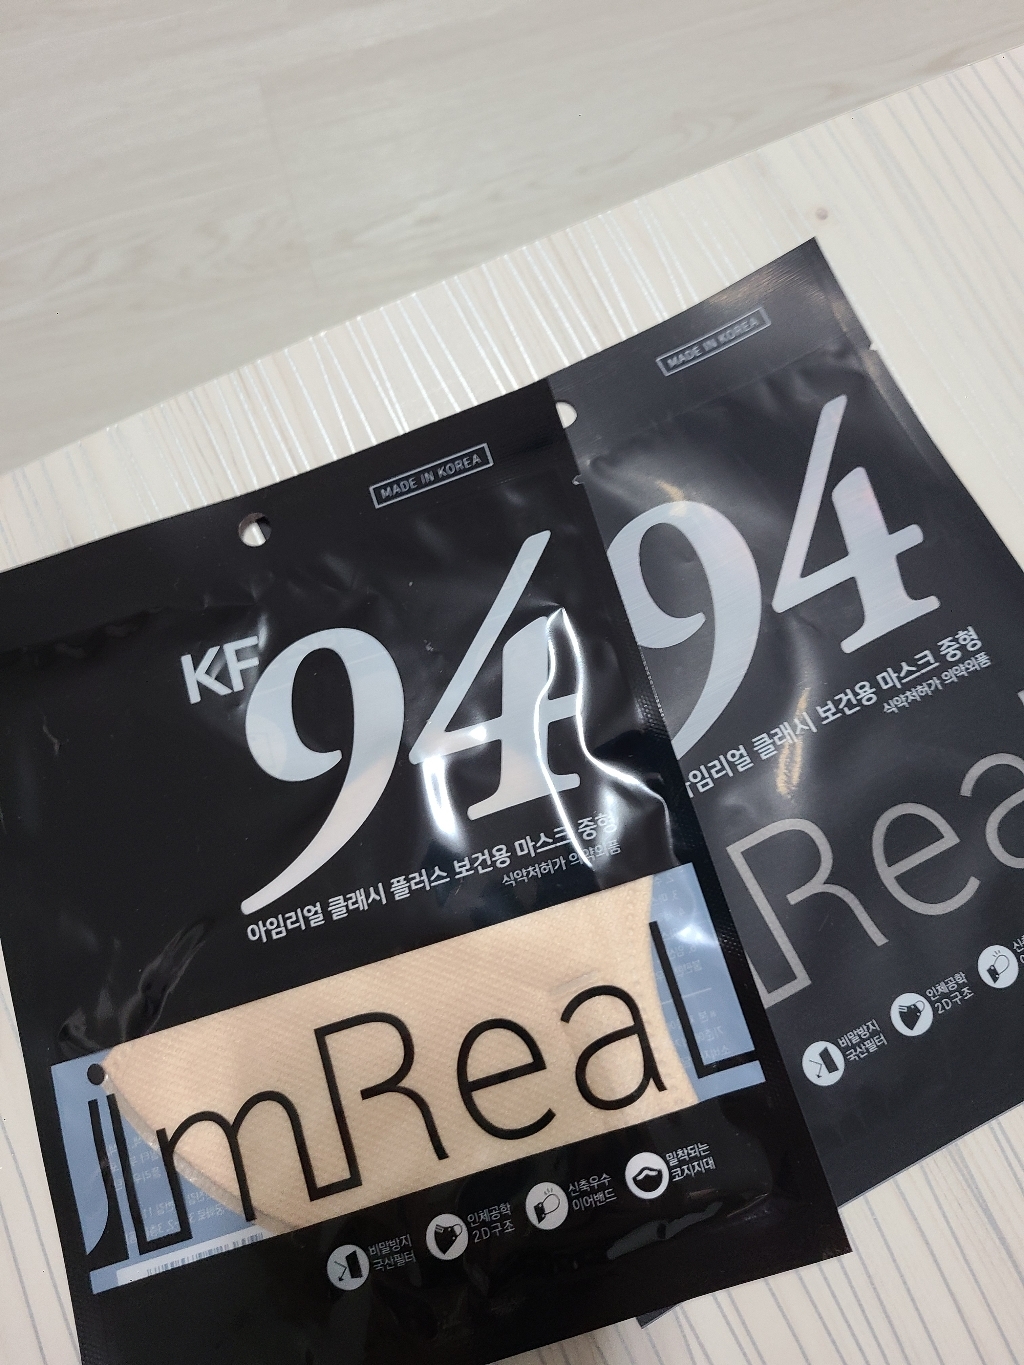 MADE IN KOREA
KF94
아임리얼 클래시 플러스 보건용 마스크 중형
식약처허가 의약외품
ImReaL
비말방지
국산필터
인체공학
2D구조
신축우수
이어밴드
밀착되는
코지지대
MADE IN KOREA
94
아임리얼 클래시 보건용 마스크 중형
식약처허가 의약외품
Rea
비말방지
국산필터
인체공학
2D구조